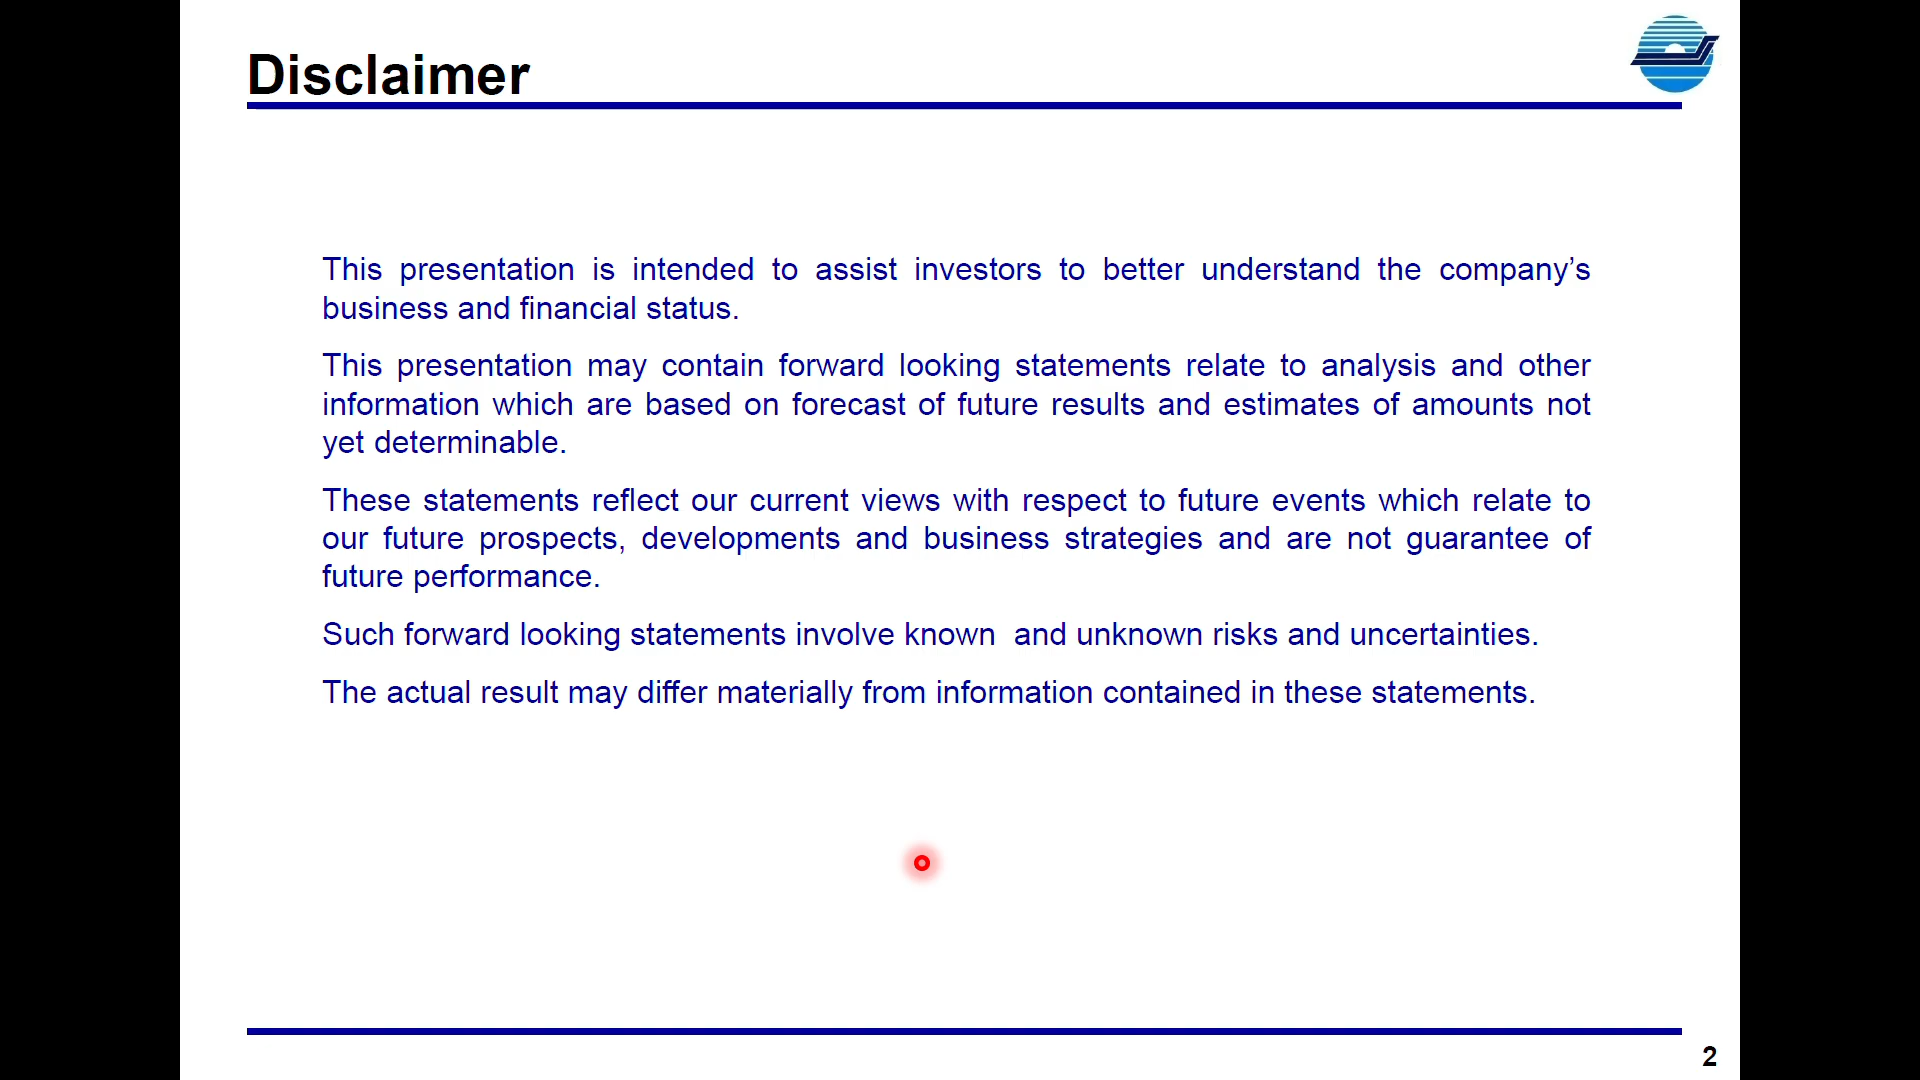 Disclaimer
This presentation is intended to assist investors to better understand the company’s
business and financial status.
This presentation may contain forward looking statements relate to analysis and other
information which are based on forecast of future results and estimates of amounts not
yet determinable.
These statements reflect our current views with respect to future events which relate to
our future prospects, developments and business strategies and are not guarantee of
future performance.
Such forward looking statements involve known  and unknown risks and uncertainties.
The actual result may differ materially from information contained in these statements.
2